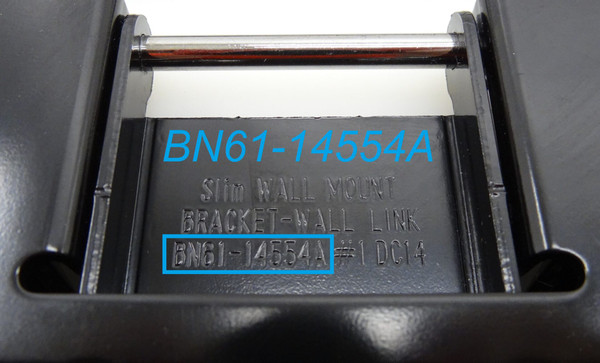 BN61-14554A
Slim WALL MOUNT
BRACKET-WALL LINK
BN61-14554A #1 DC14